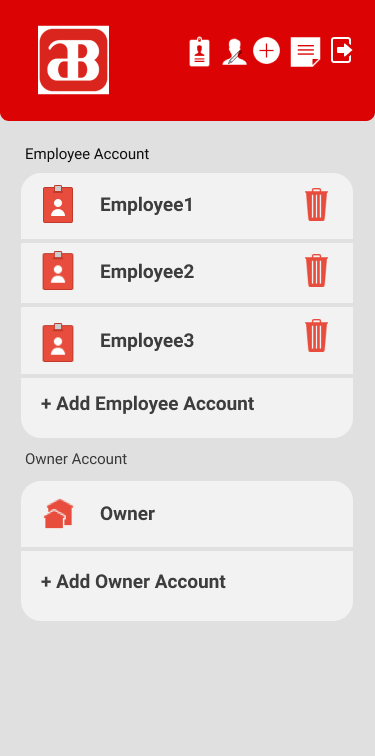 aB
Employee Account
Employee1
Employee2
Employee3
+ Add Employee Account
Owner Account
Owner
+ Add Owner Account